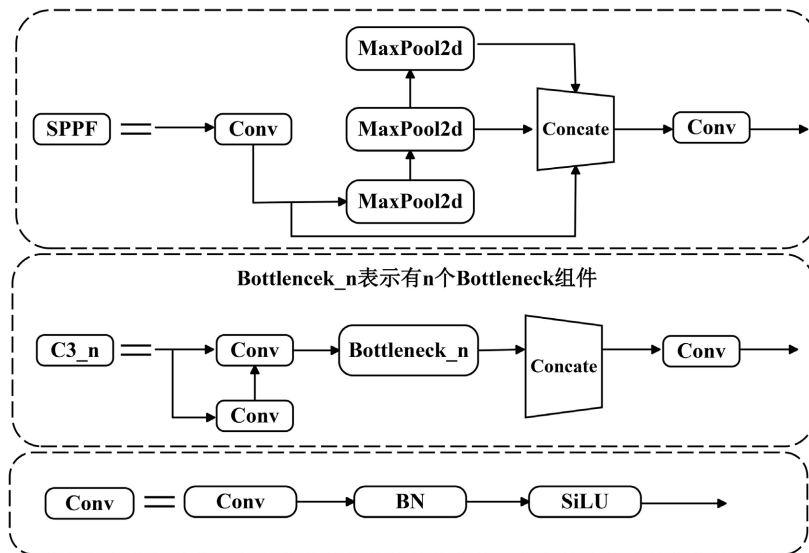 MaxPool2d
SPPF
Conv
MaxPool2d
Concate
Conv
MaxPool2d
Bottlencek_n表示有n个Bottleneck组件
C3_n
Conv
Bottleneck_n
Concate
Conv
Conv
Conv
Conv
BN
SiLU